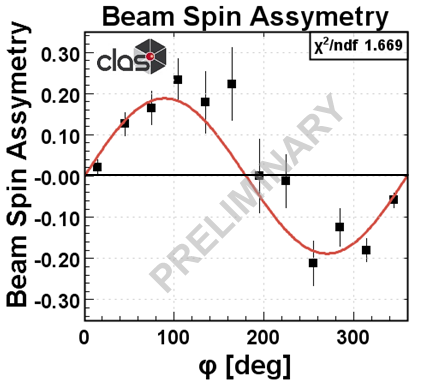 Beam Spin Assymetry
χ²/ndf 1.669
clas
PRELIMINARY
Beam Spin Assymetry
0.30
0.20
0.10
-0.00
-0.10
-0.20
-0.30
0 100 200 300
φ [deg]